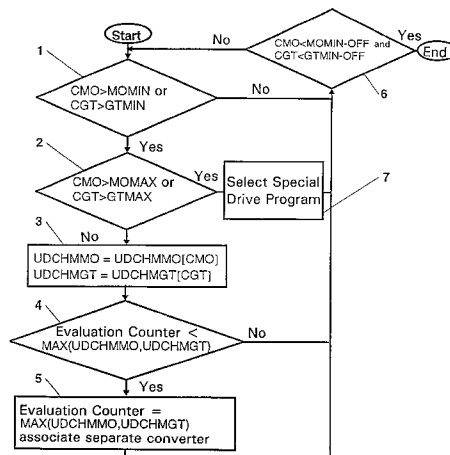 Start
No
Yes
CMO<MOMIN-OFF and
CGT<GTMIN-OFF
End
1
6
CMO>MOMIN or
CGT>GTMIN
No
2
Yes
CMO>MOMAX or
CGT>GTMAX
Yes
Select Special
Drive Program
7
3
No
UDCHMMO = UDCHMMO[CMO]
UDCHMGT = UDCHMGT[CGT]
4
Evaluation Counter <
MAX(UDCHMMO,UDCHMGT)
No
5
Yes
Evaluation Counter =
MAX(UDCHMMO,UDCHMGT)
associate separate converter